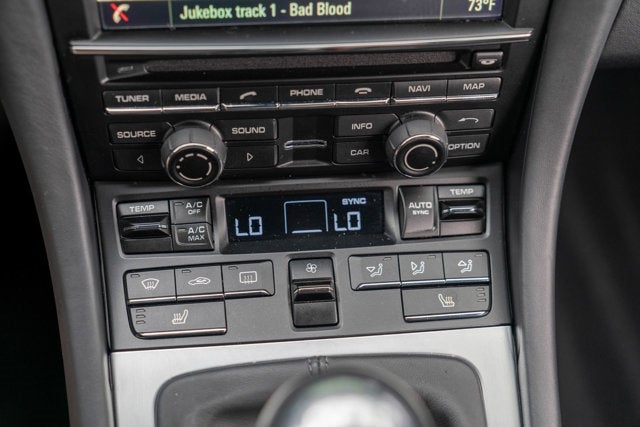 Jukebox track 1 - Bad Blood 73°F
TUNER MEDIA PHONE NAVI MAP
SOURCE SOUND INFO
CAR OPTION
TEMP A/C OFF SYNC AUTO SYNC TEMP
A/C MAX LO LO